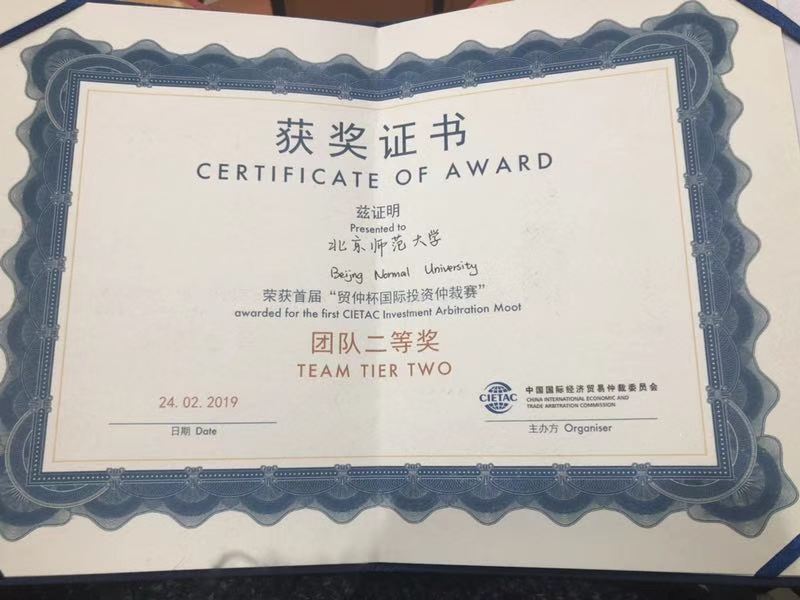 获奖证书
CERTIFICATE OF AWARD
兹证明
Presented to
北京师范大学
Beijng Normal University
荣获首届“贸仲杯国际投资仲裁赛”
awarded for the first CIETAC Investment Arbitration Moot
团队二等奖
TEAM TIER TWO
24. 02. 2019
日期 Date
CIETAC
中国国际经济贸易仲裁委员会
CHINA INTERNATIONAL ECONOMIC AND
TRADE ARBITRATION COMMISSION
主办方 Organiser